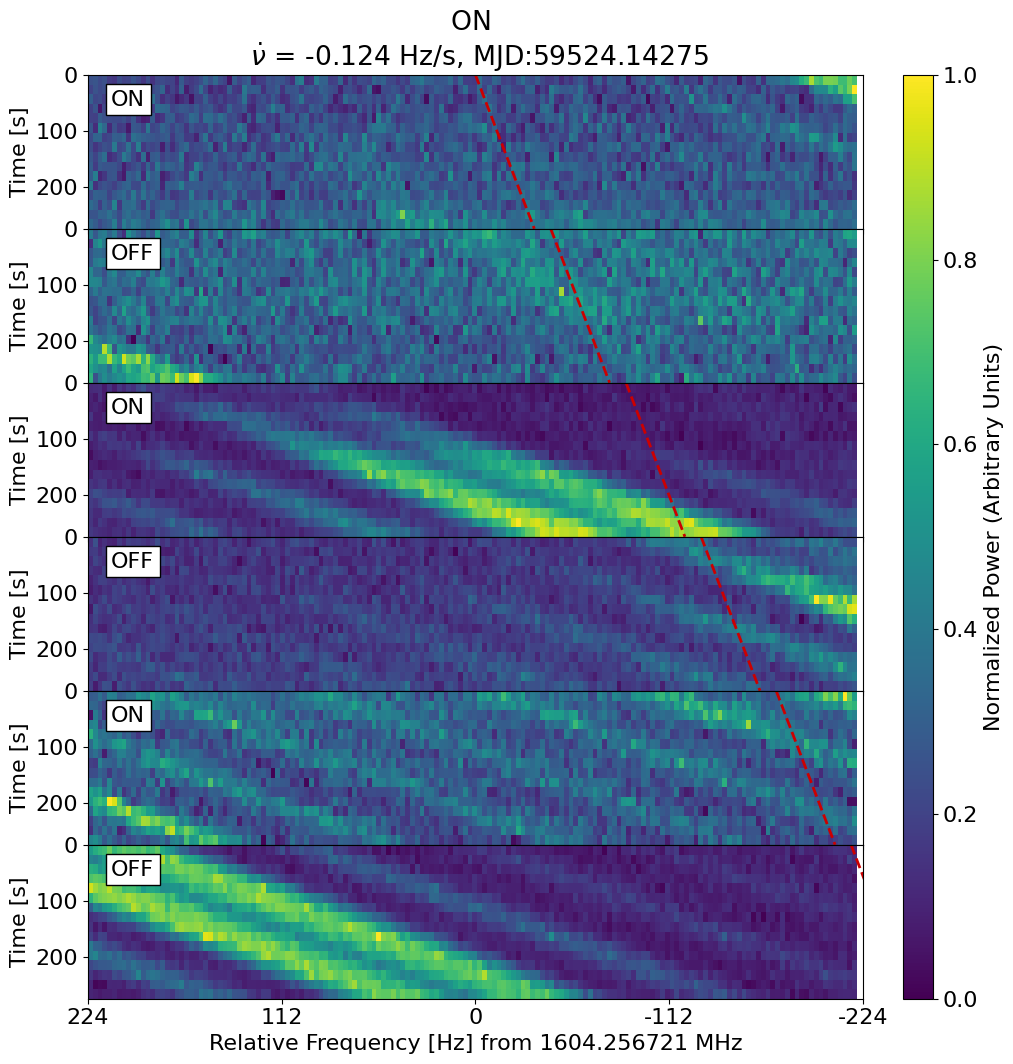 ON
ν̇ = -0.124 Hz/s, MJD:59524.14275
0
ON
100
200
Time [s]
0
OFF
100
200
Time [s]
0
ON
100
200
Time [s]
0
OFF
100
200
Time [s]
0
ON
100
200
Time [s]
0
OFF
100
200
Time [s]
224 112 0 -112 -224
Relative Frequency [Hz] from 1604.256721 MHz
1.0
0.8
0.6
0.4
0.2
0.0
Normalized Power (Arbitrary Units)